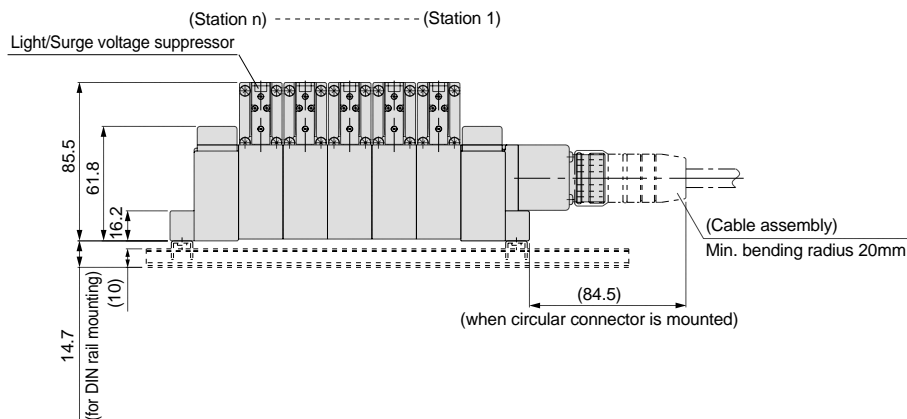 (Station n) (Station 1)
Light/Surge voltage suppressor
85.5
61.8
16.2
(Cable assembly)
Min. bending radius 20mm
(84.5)
(when circular connector is mounted)
(10)
14.7
(for DIN rail mounting)